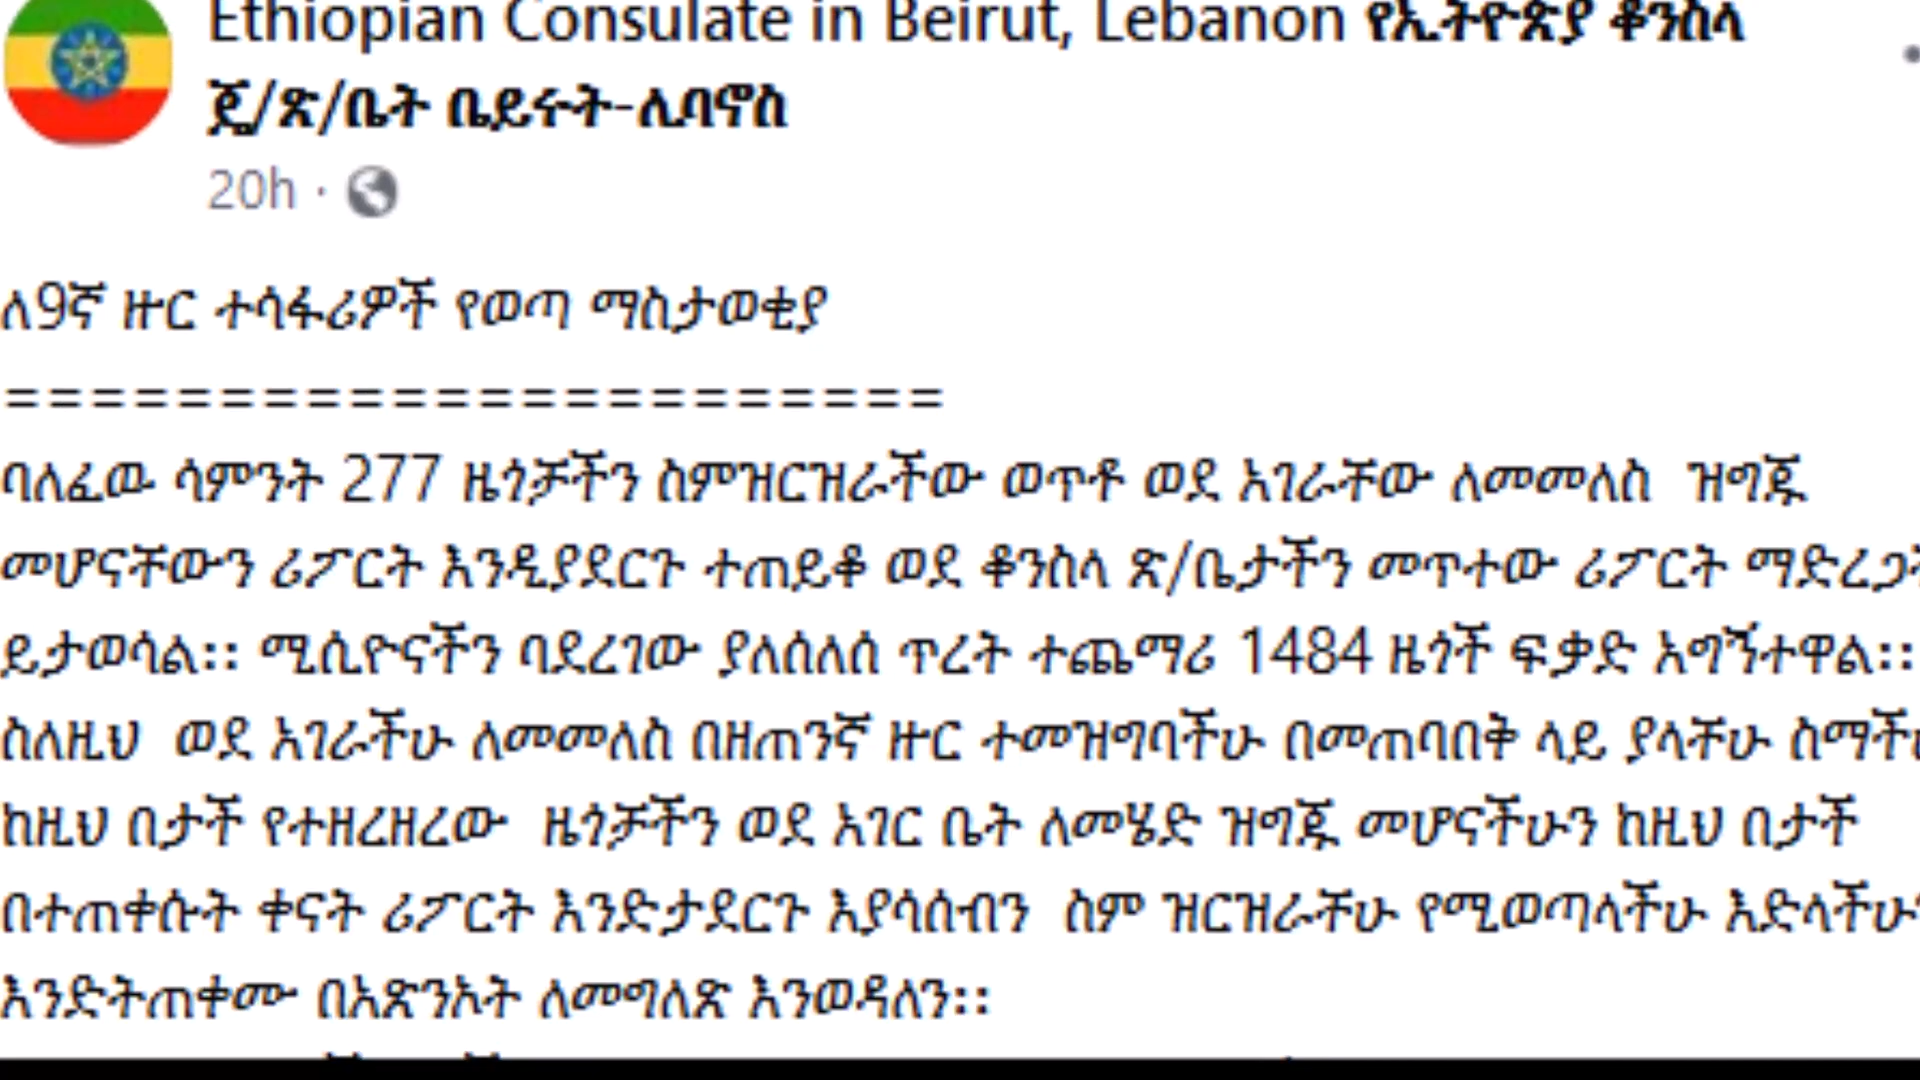 Ethiopian Consulate in Beirut, Lebanon የኢትዮጵያ ቆንስላ
ጄ/ጽ/ቤት ቤይሩት-ሊባኖስ
20h ·
ለ9ኛ ዙር ተሳፋሪዎች የወጣ ማስታወቂያ
======================
ባለፈው ሳምንት 277 ዜጎቻችን ስምዝርዝራችው ወጥቶ ወደ አገራቸው ለመመለስ ዝግጁ
መሆናቸውን ሪፖርት እንዲያደርጉ ተጠይቆ ወደ ቆንስላ ጽ/ቤታችን መጥተው ሪፖርት
ይታወሳል፡፡ ሚሲዮናችን ባደረገው ያለሰለሰ ጥረት ተጨማሪ 1484 ዜጎች ፍቃድ አግኝተዋል፡፡
ስለዚህ ወደ አገራችሁ ለመመለስ በዘጠንኛ ዙር ተመዝግባችሁ በመጠባበቅ ላይ ያላችሁ
ከዚህ በታች የተዘረዘረው ዜጎቻችን ወደ አገር ቤት ለመሄድ ዝግጁ መሆናችሁን ከዚህ በታች
በተጠቀሱት ቀናት ሪፖርት እንድታደርጉ እያሳሰብን ስም ዝርዝራችሁ የሚወጣላችሁ
እንድትጠቀሙ በአጽንኦት ለመግለጽ እንወዳለን፡፡